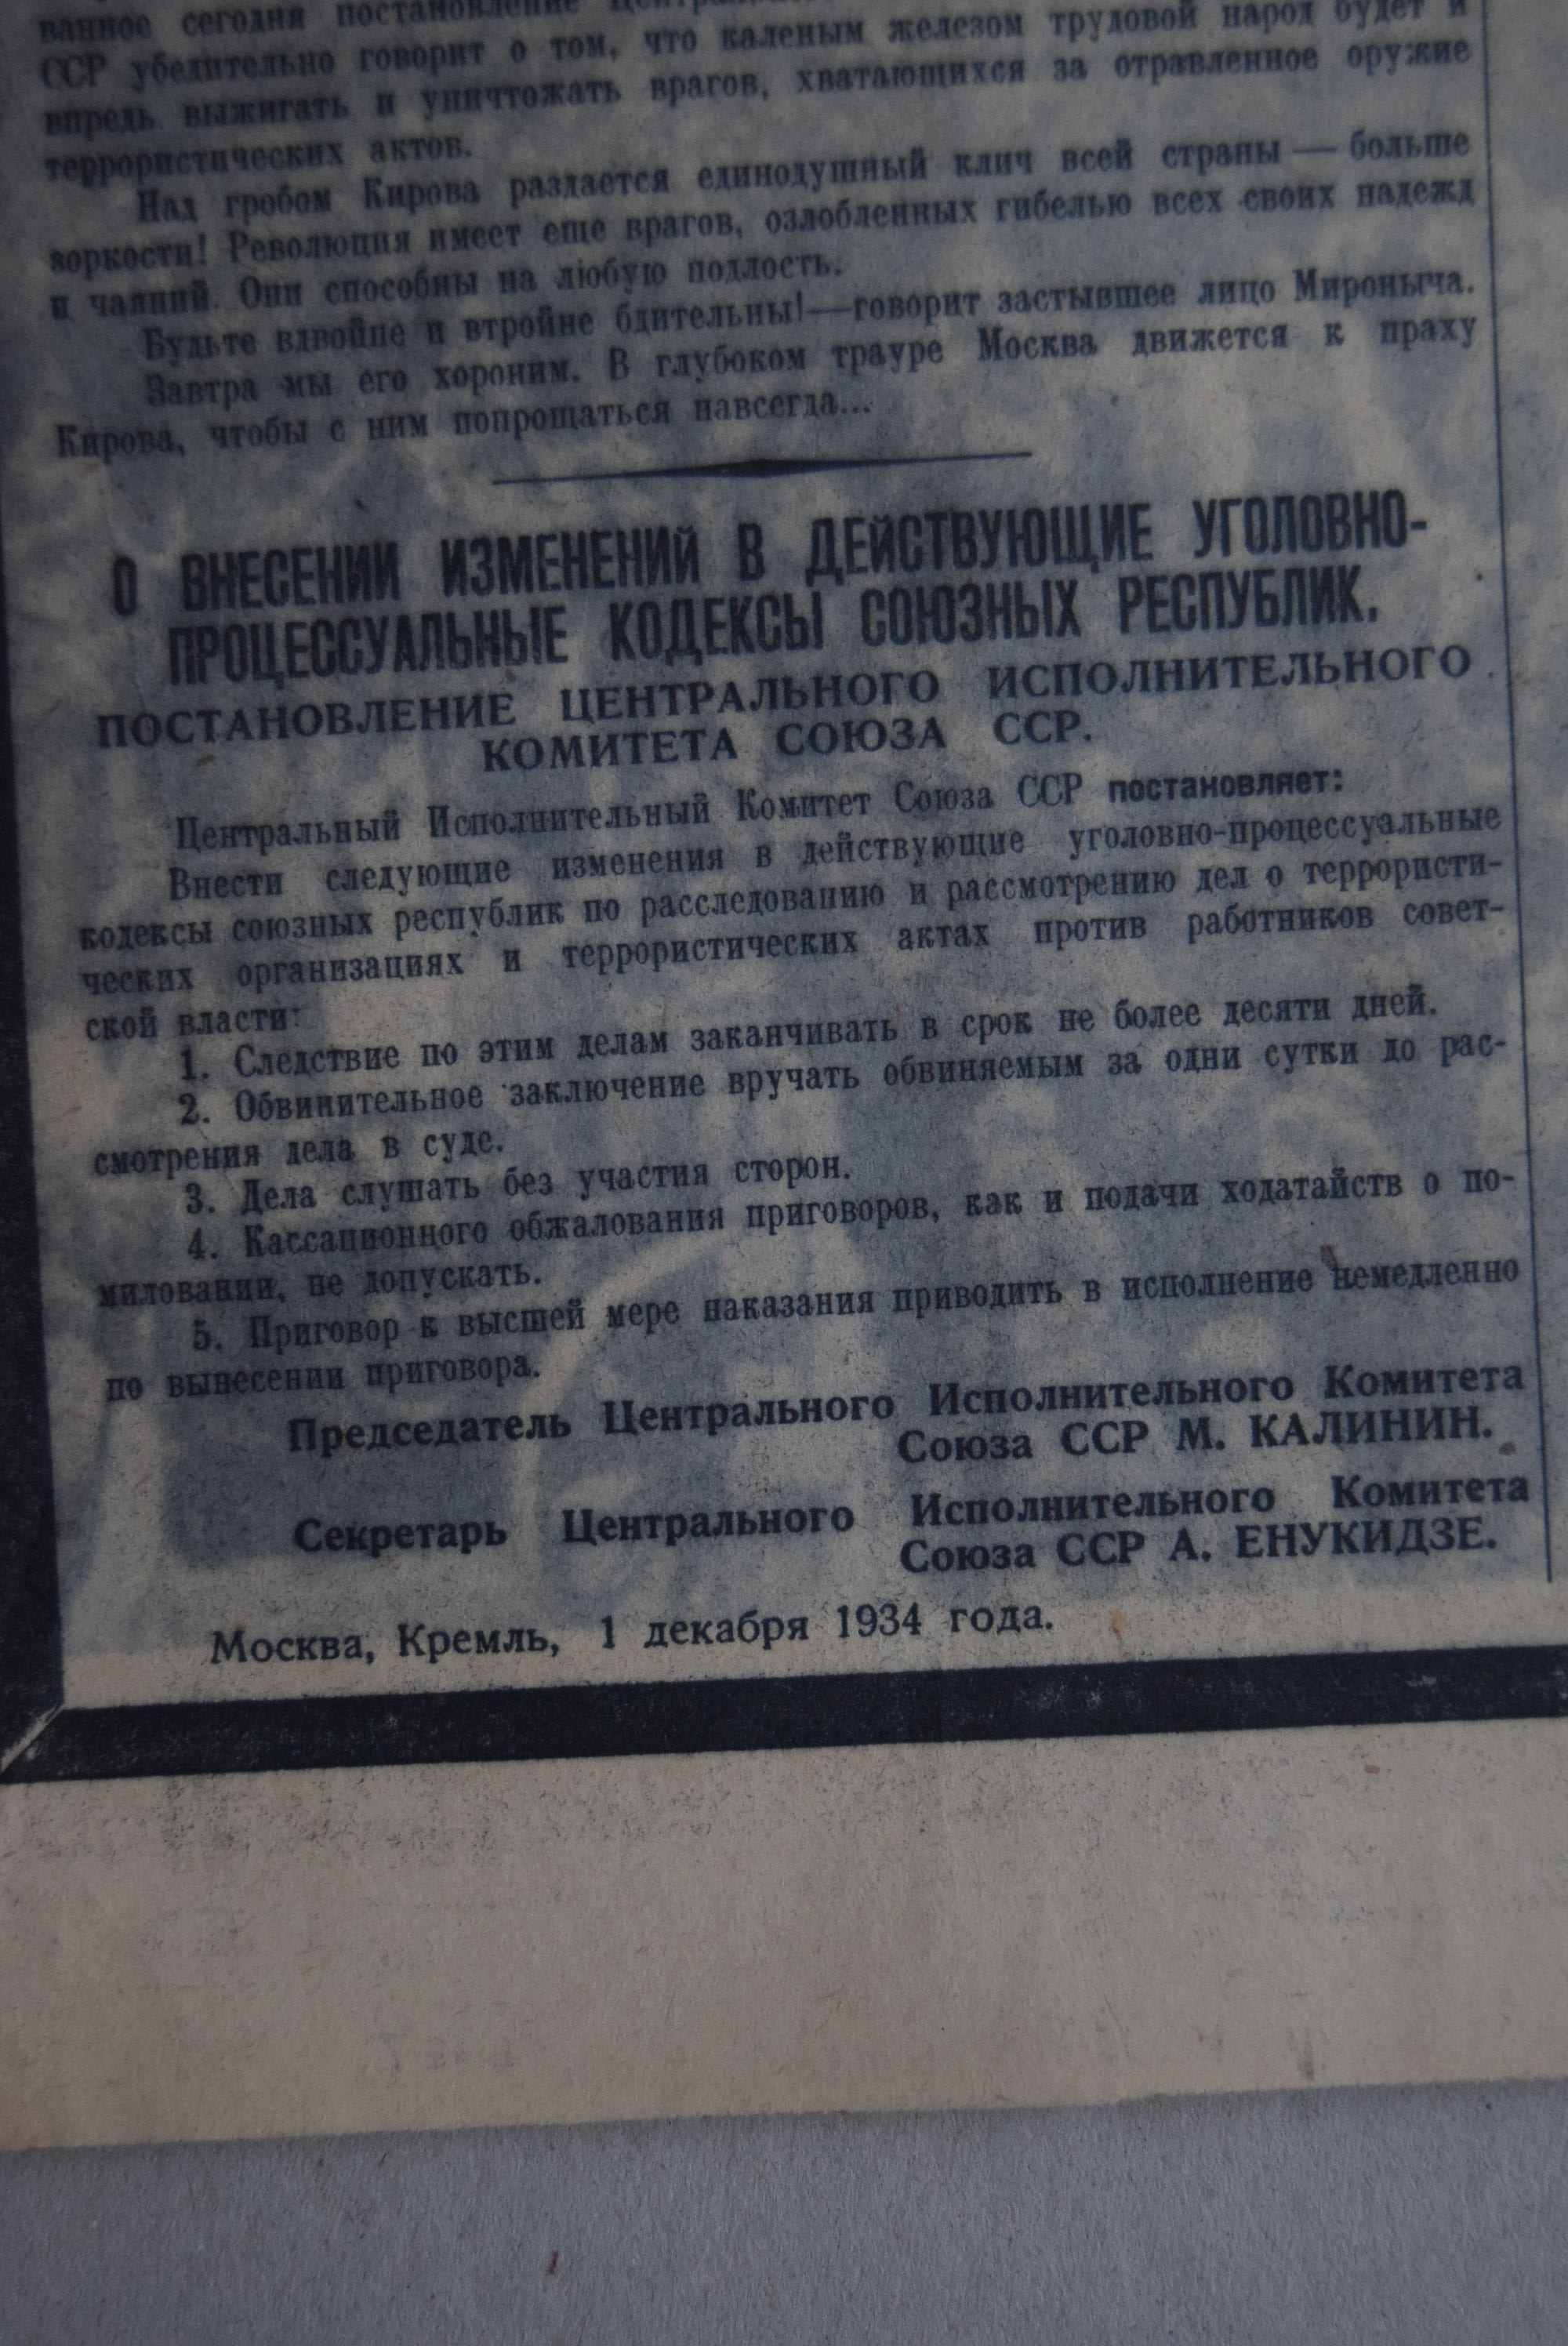 ванное сегодня постановление
ССР убедительно говорит о том, что каленым железом трудовой народ будет и
впредь выжигать и уничтожать врагов, хватающихся за отравленное оружие
террористических актов.
Над гробом Кирова раздается единодушный клич всей страны — больше
зоркости! Революция имеет еще врагов, озлобленных гибелью всех своих надежд
и чаяний. Они способны на любую подлость.
Будьте вдвойне и втройне бдительны!—говорит застывшее лицо Мироныча.
Завтра мы его хороним. В глубоком трауре Москва движется к праху
Кирова, чтобы с ним попрощаться навсегда...
О ВНЕСЕНИИ ИЗМЕНЕНИЙ В ДЕЙСТВУЮЩИЕ УГОЛОВНО-
ПРОЦЕССУАЛЬНЫЕ КОДЕКСЫ СОЮЗНЫХ РЕСПУБЛИК.
ПОСТАНОВЛЕНИЕ ЦЕНТРАЛЬНОГО ИСПОЛНИТЕЛЬНОГО
КОМИТЕТА СОЮЗА ССР.
Центральный Исполнительный Комитет Союза ССР постановляет:
Внести следующие изменения в действующие уголовно-процессуальные
кодексы союзных республик по расследованию и рассмотрению дел о террористи-
ческих организациях и террористических актах против работников совет-
ской власти:
1. Следствие по этим делам заканчивать в срок не более десяти дней.
2. Обвинительное заключение вручать обвиняемым за одни сутки до рас-
смотрения дела в суде.
3. Дела слушать без участия сторон.
4. Кассационного обжалования приговоров, как и подачи ходатайств о по-
миловании, не допускать.
5. Приговор к высшей мере наказания приводить в исполнение немедленно
по вынесении приговора.
Председатель Центрального Исполнительного Комитета
Союза ССР М. КАЛИНИН.
Секретарь Центрального Исполнительного Комитета
Союза ССР А. ЕНУКИДЗЕ.
Москва, Кремль, 1 декабря 1934 года.